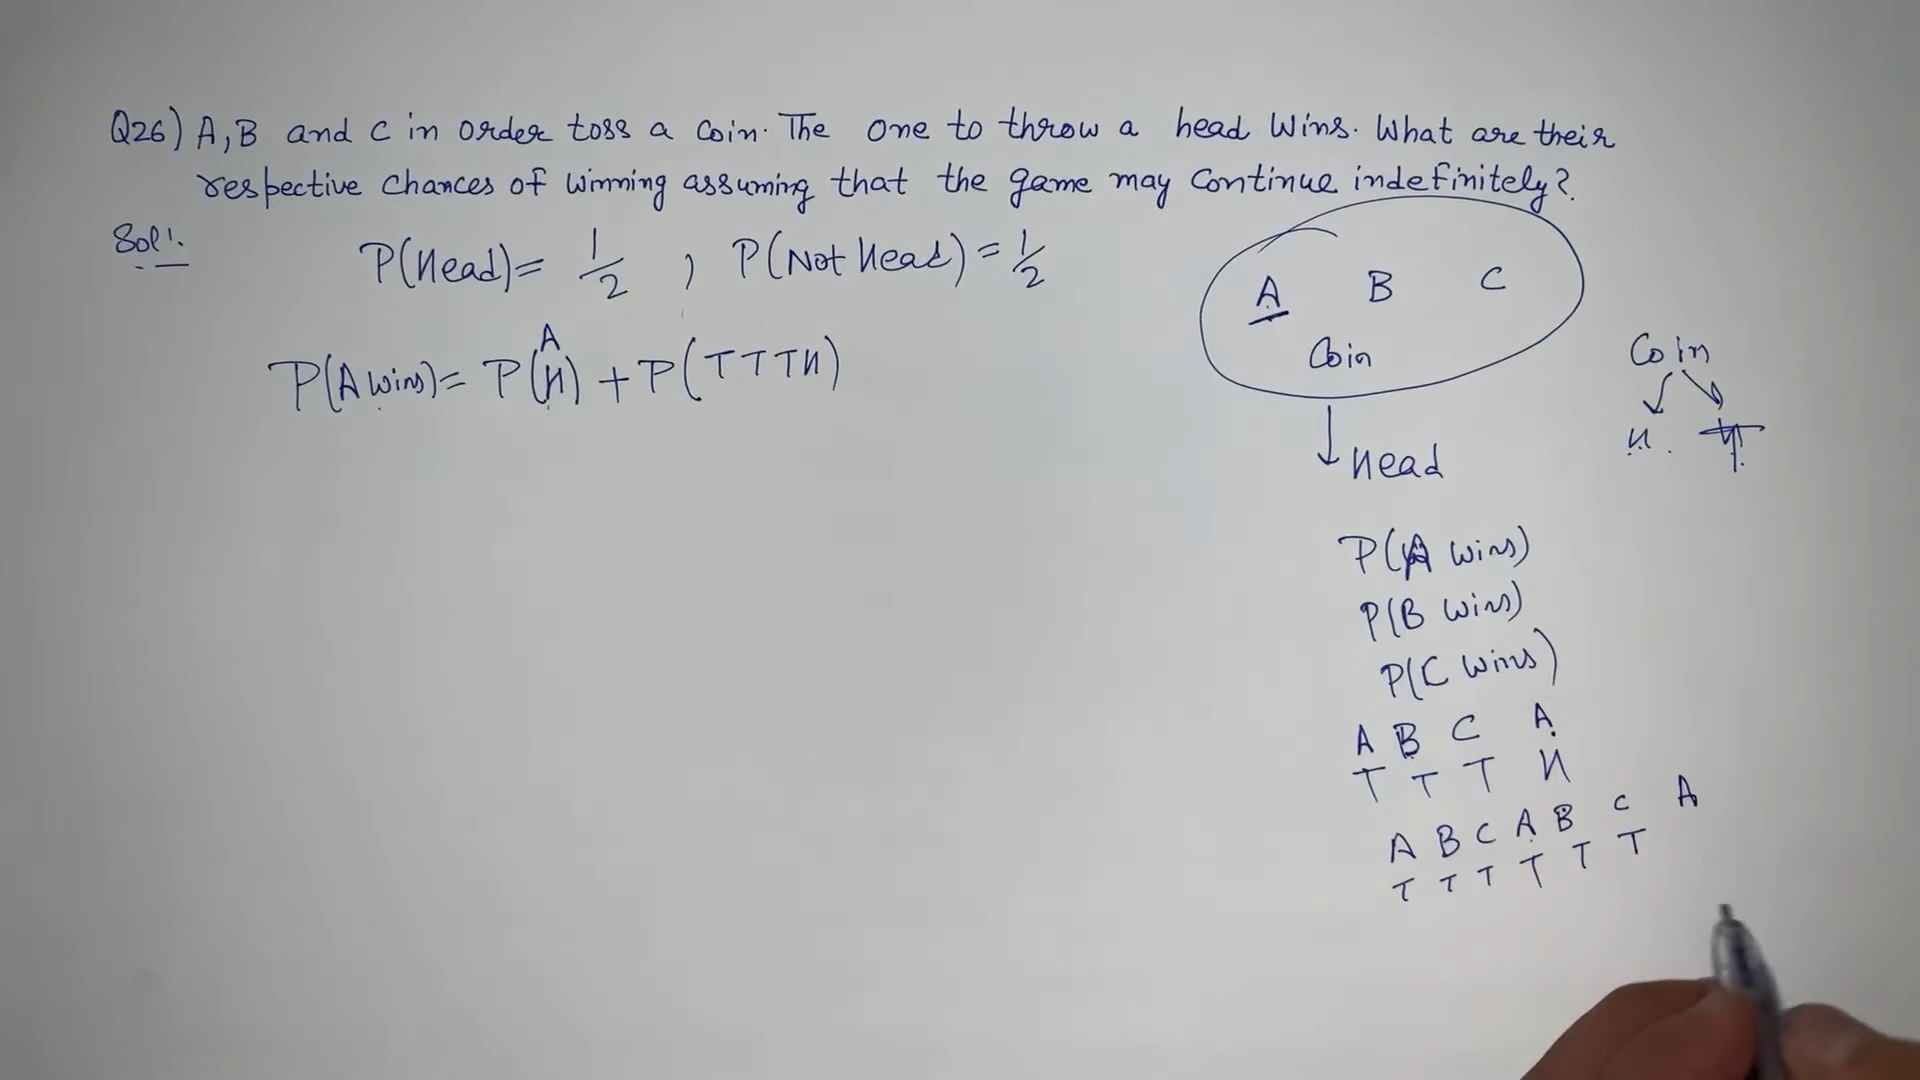 Q26) A, B and C in order toss a coin. The one to throw a head wins. What are their
respective chances of winning assuming that the game may continue indefinitely?
Sol'.
P(Head) = 1/2 , P(Not Head) = 1/2
A B C
Coin
Coin
H. T.
A
P(A wins) = P(H) + P(TTTH)
Head
P(A wins)
P(B wins)
P(C wins)
A B C A
T T T H
A B C A B C A
T T T T T T